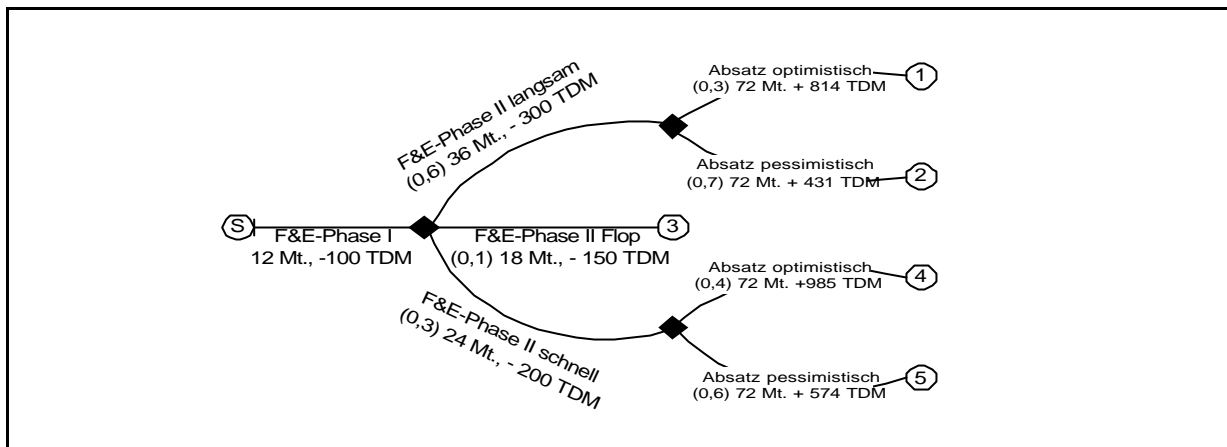 Absatz optimistisch
(0,3) 72 Mt. + 814 TDM
1
F&E-Phase II langsam
(0,6) 36 Mt., - 300 TDM
Absatz pessimistisch
(0,7) 72 Mt. + 431 TDM
2
S
F&E-Phase I
12 Mt., -100 TDM
F&E-Phase II Flop
(0,1) 18 Mt., - 150 TDM
3
Absatz optimistisch
(0,4) 72 Mt. +985 TDM
4
F&E-Phase II schnell
(0,3) 24 Mt., - 200 TDM
Absatz pessimistisch
(0,6) 72 Mt. + 574 TDM
5